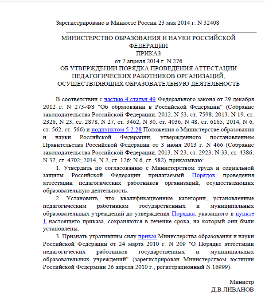 Зарегистрировано в Минюсте России 23 мая 2014 г. N 32408
МИНИСТЕРСТВО ОБРАЗОВАНИЯ И НАУКИ РОССИЙСКОЙ
ФЕДЕРАЦИИ
ПРИКАЗ
от 7 апреля 2014 г. N 276
ОБ УТВЕРЖДЕНИИ ПОРЯДКА ПРОВЕДЕНИЯ АТТЕСТАЦИИ
ПЕДАГОГИЧЕСКИХ РАБОТНИКОВ ОРГАНИЗАЦИЙ,
ОСУЩЕСТВЛЯЮЩИХ ОБРАЗОВАТЕЛЬНУЮ ДЕЯТЕЛЬНОСТЬ
В соответствии с частью 4 статьи 49 Федерального закона от 29 декабря
2012 г. N 273-ФЗ "Об образовании в Российской Федерации" (Собрание
законодательства Российской Федерации, 2012, N 53, ст. 7598; 2013, N 19, ст.
2326; N 23, ст. 2878; N 27, ст. 3462; N 30, ст. 4036; N 48, ст. 6165; 2014, N 6,
ст. 562, ст. 566) и подпунктом 5.2.28 Положения о Министерстве образования
и науки Российской Федерации, утвержденного постановлением
Правительства Российской Федерации от 3 июня 2013 г. N 466 (Собрание
законодательства Российской Федерации, 2013, N 23, ст. 2923; N 33, ст. 4386;
N 37, ст. 4702; 2014, N 2, ст. 126; N 6, ст. 582), приказываю:
1. Утвердить по согласованию с Министерством труда и социальной
защиты Российской Федерации прилагаемый Порядок проведения
аттестации педагогических работников организаций, осуществляющих
образовательную деятельность.
2. Установить, что квалификационные категории, установленные
педагогическим работникам государственных и муниципальных
образовательных учреждений до утверждения Порядка, указанного в пункте
1 настоящего приказа, сохраняются в течение срока, на который они были
установлены.
3. Признать утратившим силу приказ Министерства образования и науки
Российской Федерации от 24 марта 2010 г. N 209 "О Порядке аттестации
педагогических работников государственных и муниципальных
образовательных учреждений" (зарегистрирован Министерством юстиции
Российской Федерации 26 апреля 2010 г., регистрационный N 16999).
Министр
Д.В.ЛИВАНОВ